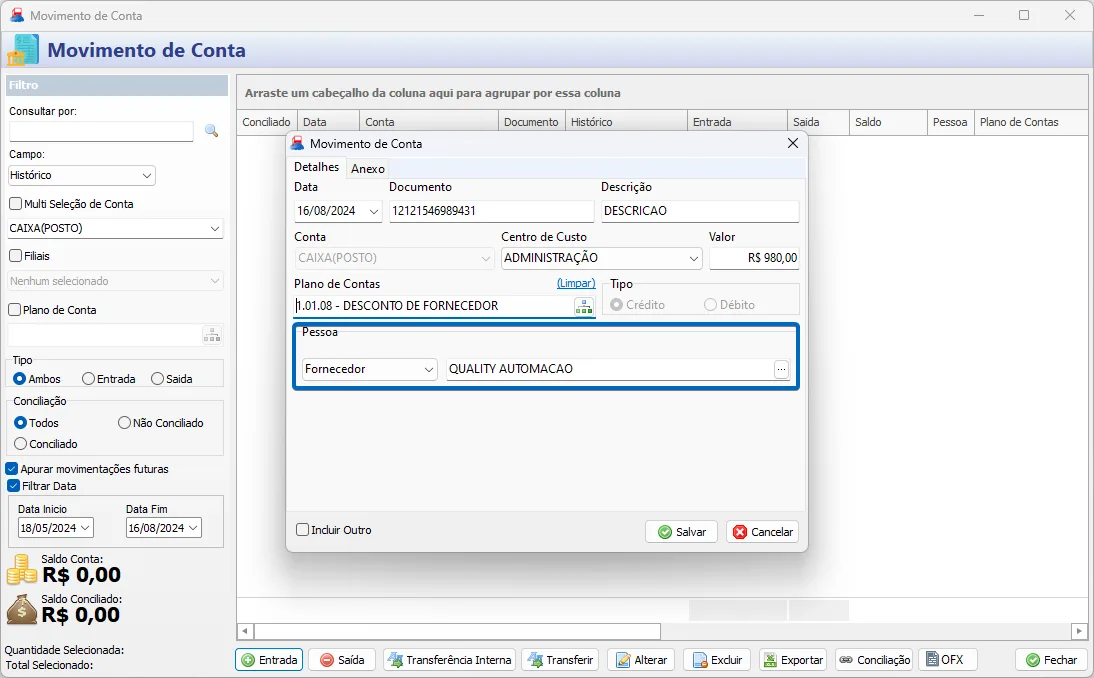 Movimento de Conta
Movimento de Conta
Filtro
Consultar por:
Campo:
Histórico
Multi Seleção de Conta
CAIXA(POSTO)
Filiais
Nenhum selecionado
Plano de Conta
Tipo
Ambos Entrada Saida
Conciliação
Todos Não Conciliado
Conciliado
Apurar movimentações futuras
Filtrar Data
Data Inicio Data Fim
18/05/2024 16/08/2024
Saldo Conta:
R$ 0,00
Saldo Conciliado:
R$ 0,00
Quantidade Selecionada:
Total Selecionado:
Arraste um cabeçalho da coluna aqui para agrupar por essa coluna
Conciliado Data Conta Documento Histórico Entrada Saida Saldo Pessoa Plano de Contas
Movimento de Conta
Detalhes Anexo
Data Documento Descrição
16/08/2024 12121546989431 DESCRICAO
Conta Centro de Custo Valor
CAIXA(POSTO) ADMINISTRAÇÃO R$ 980,00
Plano de Contas (Limpar) Tipo
1.01.08 - DESCONTO DE FORNECEDOR Crédito Débito
Pessoa
Fornecedor QUALITY AUTOMACAO ...
Incluir Outro Salvar Cancelar
Entrada Saída Transferência Interna Transferir Alterar Excluir Exportar Conciliação OFX Fechar